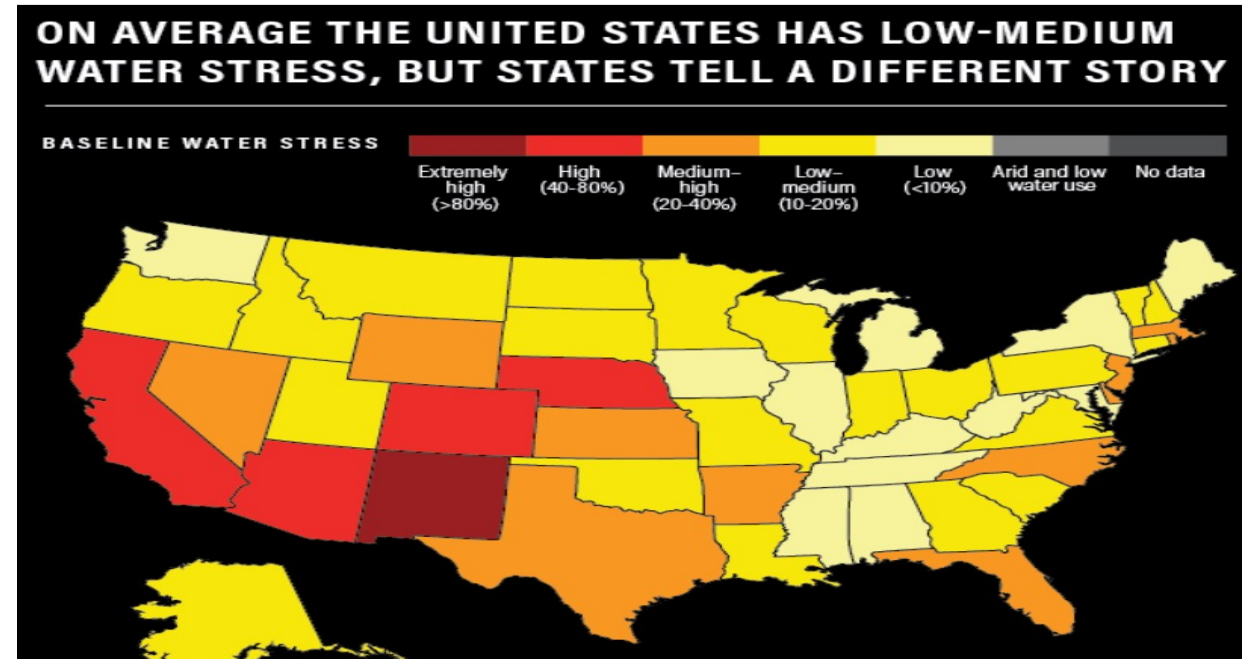 ON AVERAGE THE UNITED STATES HAS LOW-MEDIUM
WATER STRESS, BUT STATES TELL A DIFFERENT STORY
BASELINE WATER STRESS
Extremely
high
(>80%)
High
(40-80%)
Medium–
high
(20-40%)
Low–
medium
(10-20%)
Low
(<10%)
Arid and low
water use
No data